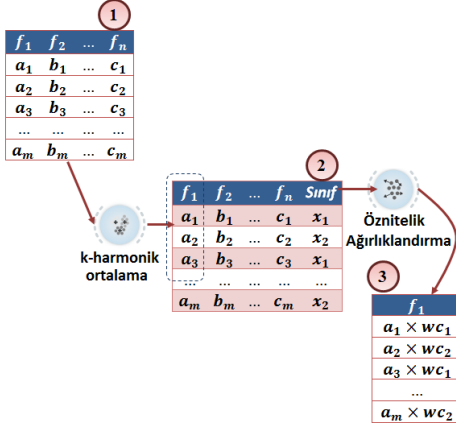 1
f₁ f₂ ... fₙ
a₁ b₁ ... c₁
a₂ b₂ ... c₂
a₃ b₃ ... c₃
... ... ... ...
aₘ bₘ ... cₘ
k-harmonik
ortalama
2
f₁ f₂ ... fₙ Sınıf
a₁ b₁ ... c₁ x₁
a₂ b₂ ... c₂ x₂
a₃ b₃ ... c₃ x₁
... ... ... ... ...
aₘ bₘ ... cₘ x₂
Öznitelik
Ağırlıklandırma
3
f₁
a₁ × wc₁
a₂ × wc₂
a₃ × wc₁
...
aₘ × wc₂